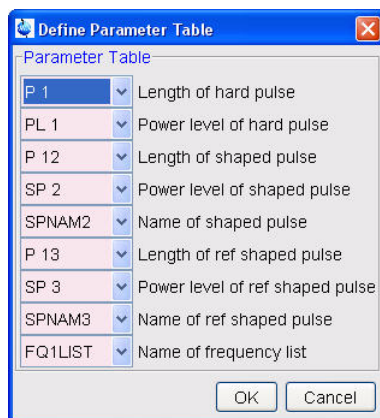 Define Parameter Table
Parameter Table
P 1 Length of hard pulse
PL 1 Power level of hard pulse
P 12 Length of shaped pulse
SP 2 Power level of shaped pulse
SPNAM2 Name of shaped pulse
P 13 Length of ref shaped pulse
SP 3 Power level of ref shaped pulse
SPNAM3 Name of ref shaped pulse
FQ1LIST Name of frequency list
OK Cancel